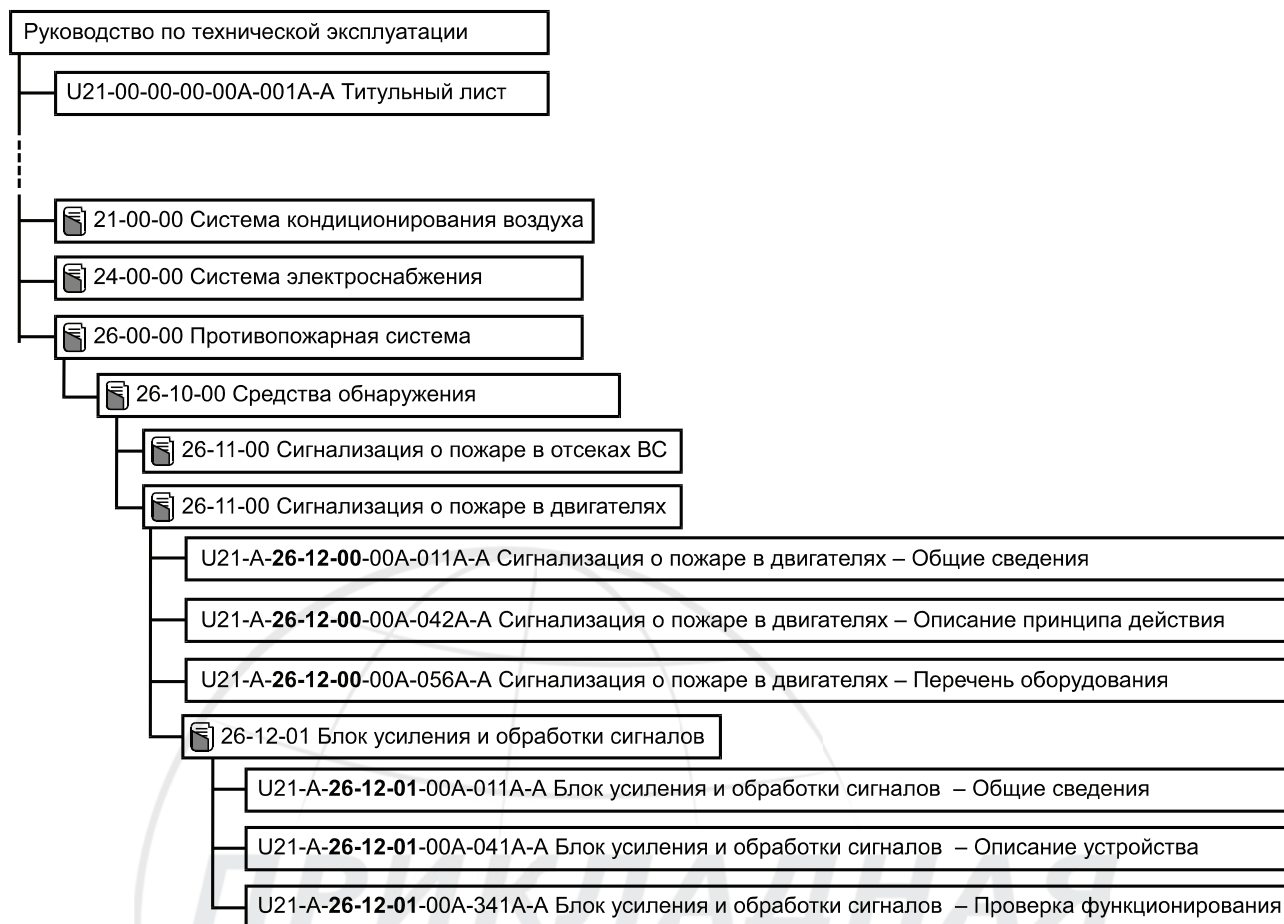 Руководство по технической эксплуатации
U21-00-00-00-00A-001A-A Титульный лист
21-00-00 Система кондиционирования воздуха
24-00-00 Система электроснабжения
26-00-00 Противопожарная система
26-10-00 Средства обнаружения
26-11-00 Сигнализация о пожаре в отсеках ВС
26-11-00 Сигнализация о пожаре в двигателях
U21-A-26-12-00-00A-011A-A Сигнализация о пожаре в двигателях – Общие сведения
U21-A-26-12-00-00A-042A-A Сигнализация о пожаре в двигателях – Описание принципа действия
U21-A-26-12-00-00A-056A-A Сигнализация о пожаре в двигателях – Перечень оборудования
26-12-01 Блок усиления и обработки сигналов
U21-A-26-12-01-00A-011A-A Блок усиления и обработки сигналов – Общие сведения
U21-A-26-12-01-00A-041A-A Блок усиления и обработки сигналов – Описание устройства
ПРИКЛАДНАЯ
U21-A-26-12-01-00A-341A-A Блок усиления и обработки сигналов – Проверка функционирования